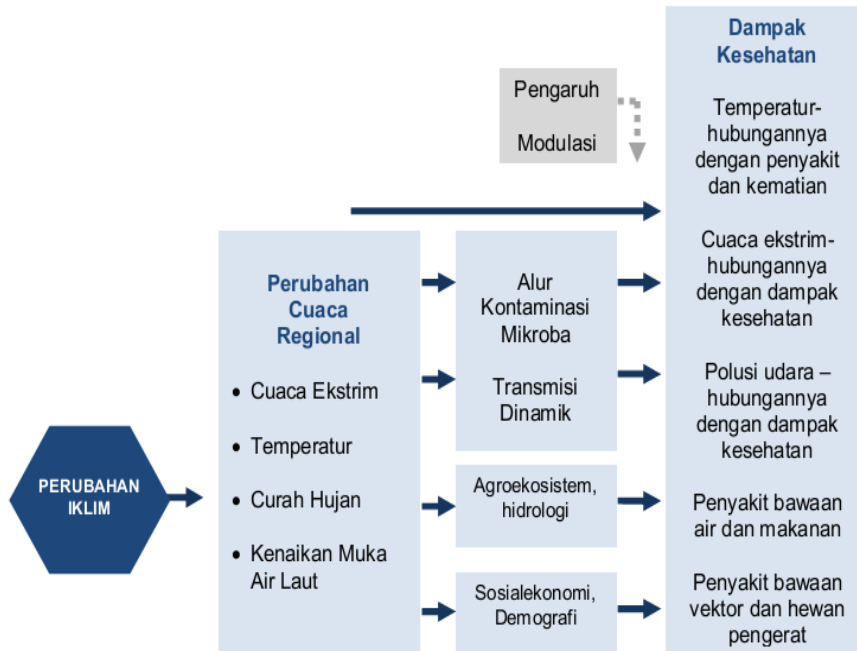 PERUBAHAN
IKLIM
Perubahan
Cuaca
Regional
• Cuaca Ekstrim
• Temperatur
• Curah Hujan
• Kenaikan Muka
Air Laut
Pengaruh
Modulasi
Alur
Kontaminasi
Mikroba
Transmisi
Dinamik
Agroekosistem,
hidrologi
Sosialekonomi,
Demografi
Dampak
Kesehatan
Temperatur-
hubungannya
dengan penyakit
dan kematian
Cuaca ekstrim-
hubungannya
dengan dampak
kesehatan
Polusi udara –
hubungannya
dengan dampak
kesehatan
Penyakit bawaan
air dan makanan
Penyakit bawaan
vektor dan hewan
pengerat